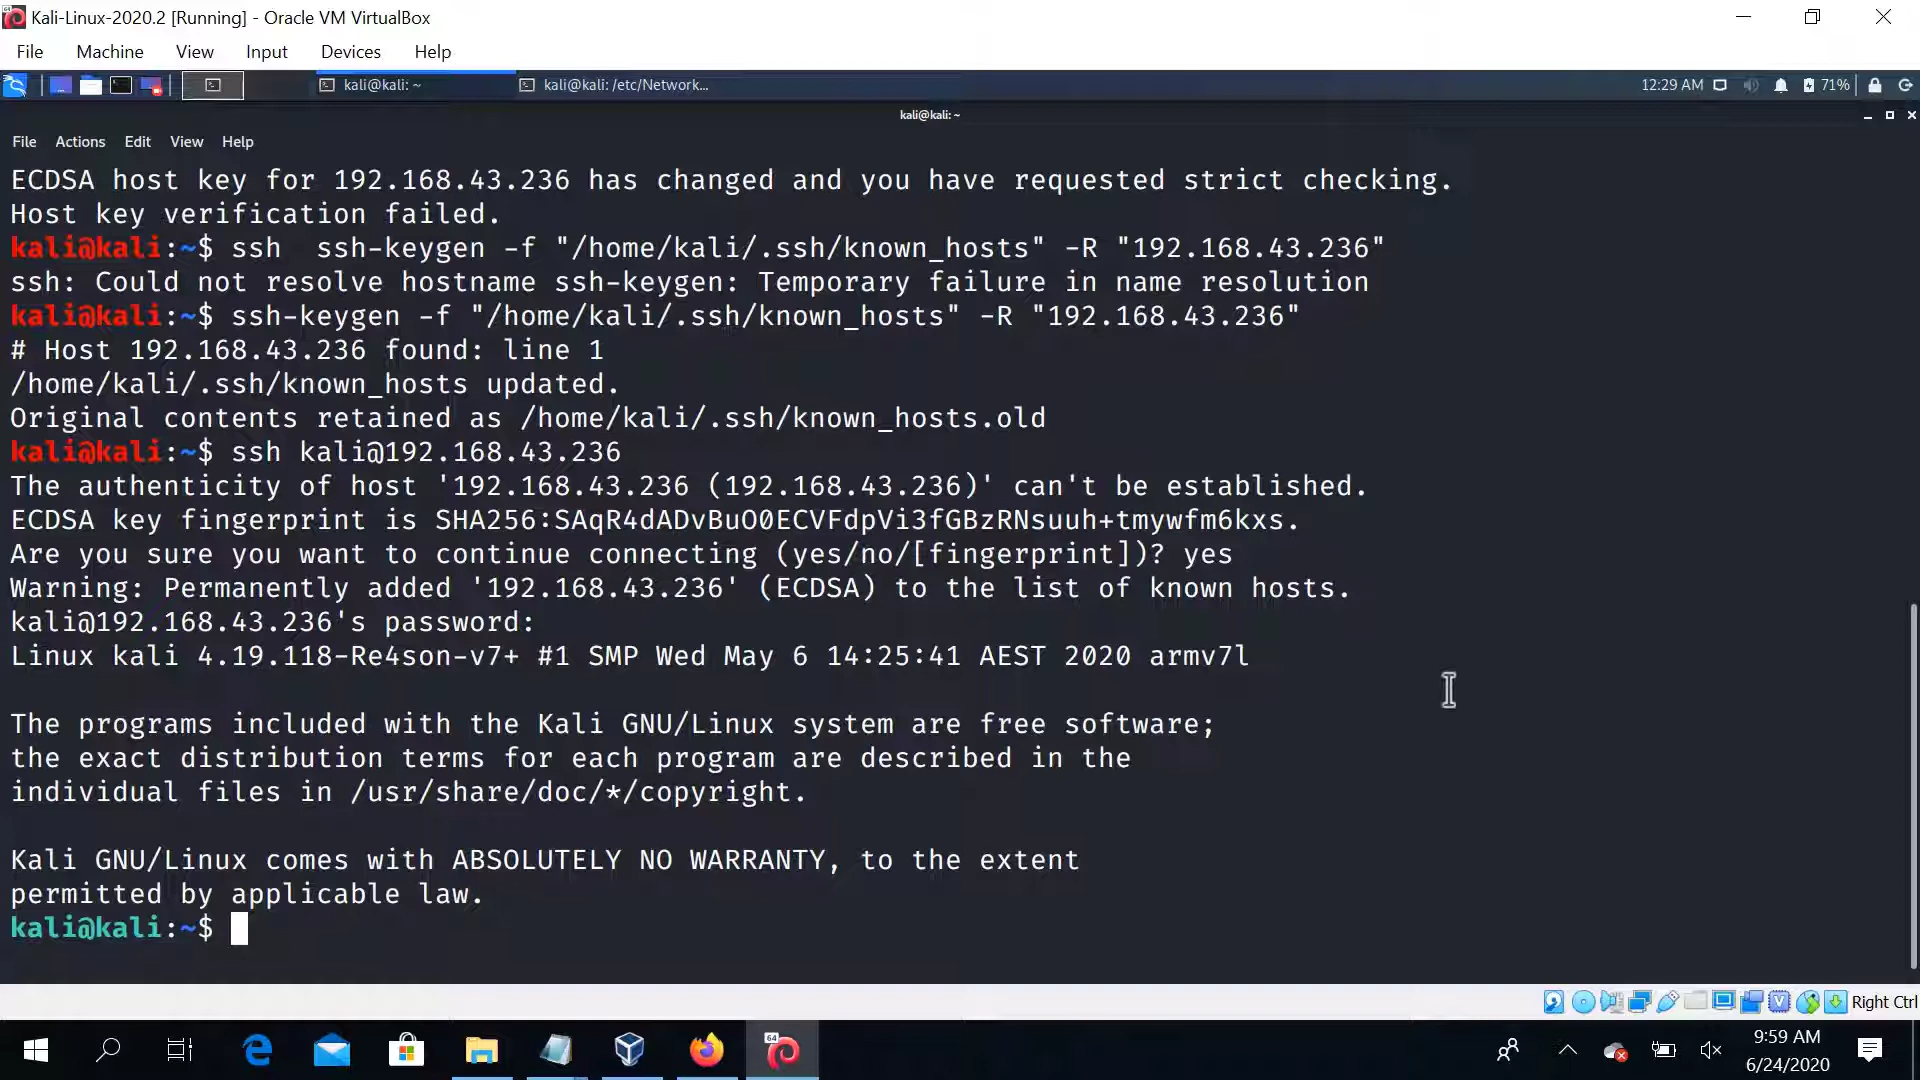 Kali-Linux-2020.2 [Running] - Oracle VM VirtualBox
File Machine View Input Devices Help
kali@kali: ~ kali@kali: /etc/Network... 12:29 AM 71%
kali@kali: ~
File Actions Edit View Help
ECDSA host key for 192.168.43.236 has changed and you have requested strict checking.
Host key verification failed.
kali@kali:~$ ssh  ssh-keygen -f "/home/kali/.ssh/known_hosts" -R "192.168.43.236"
ssh: Could not resolve hostname ssh-keygen: Temporary failure in name resolution
kali@kali:~$ ssh-keygen -f "/home/kali/.ssh/known_hosts" -R "192.168.43.236"
# Host 192.168.43.236 found: line 1
/home/kali/.ssh/known_hosts updated.
Original contents retained as /home/kali/.ssh/known_hosts.old
kali@kali:~$ ssh kali@192.168.43.236
The authenticity of host '192.168.43.236 (192.168.43.236)' can't be established.
ECDSA key fingerprint is SHA256:SAqR4dADvBuO0ECVFdpVi3fGBzRNsuuh+tmywfm6kxs.
Are you sure you want to continue connecting (yes/no/[fingerprint])? yes
Warning: Permanently added '192.168.43.236' (ECDSA) to the list of known hosts.
kali@192.168.43.236's password:
Linux kali 4.19.118-Re4son-v7+ #1 SMP Wed May 6 14:25:41 AEST 2020 armv7l
The programs included with the Kali GNU/Linux system are free software;
the exact distribution terms for each program are described in the
individual files in /usr/share/doc/*/copyright.
Kali GNU/Linux comes with ABSOLUTELY NO WARRANTY, to the extent
permitted by applicable law.
kali@kali:~$
Right Ctrl
64
9:59 AM
6/24/2020